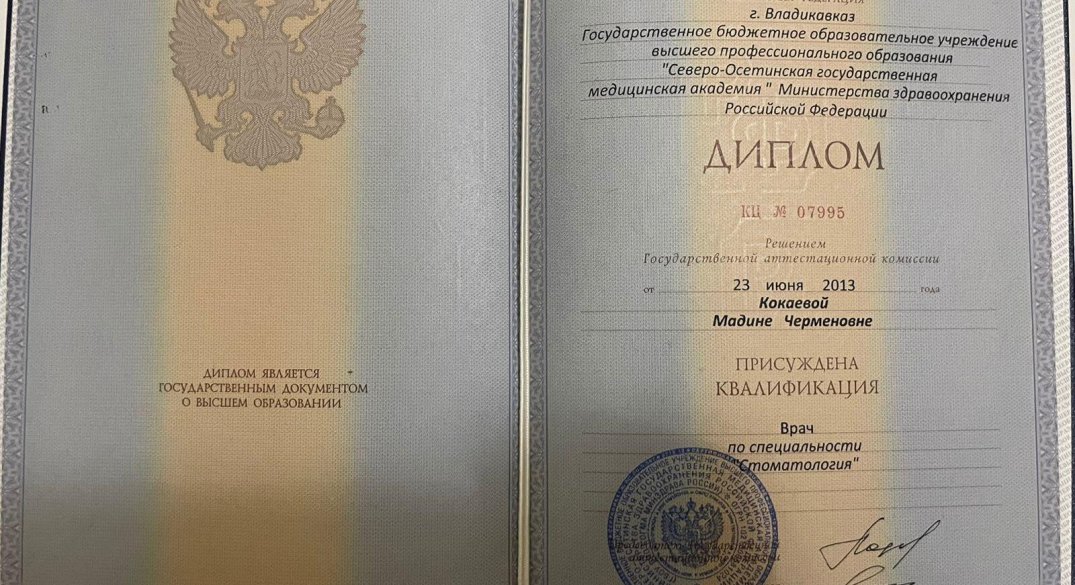 ДИПЛОМ ЯВЛЯЕТСЯ
ГОСУДАРСТВЕННЫМ ДОКУМЕНТОМ
О ВЫСШЕМ ОБРАЗОВАНИИ
г. Владикавказ
Государственное бюджетное образовательное учреждение
высшего профессионального образования
"Северо-Осетинская государственная
медицинская академия " Министерства здравоохранения
Российской Федерации
ДИПЛОМ
КЦ № 07995
Решением
Государственной аттестационной комиссии
от 23 июня 2013 года
Кокаевой
Мадине Черменовне
ПРИСУЖДЕНА
КВАЛИФИКАЦИЯ
Врач
по специальности
"Стоматология"